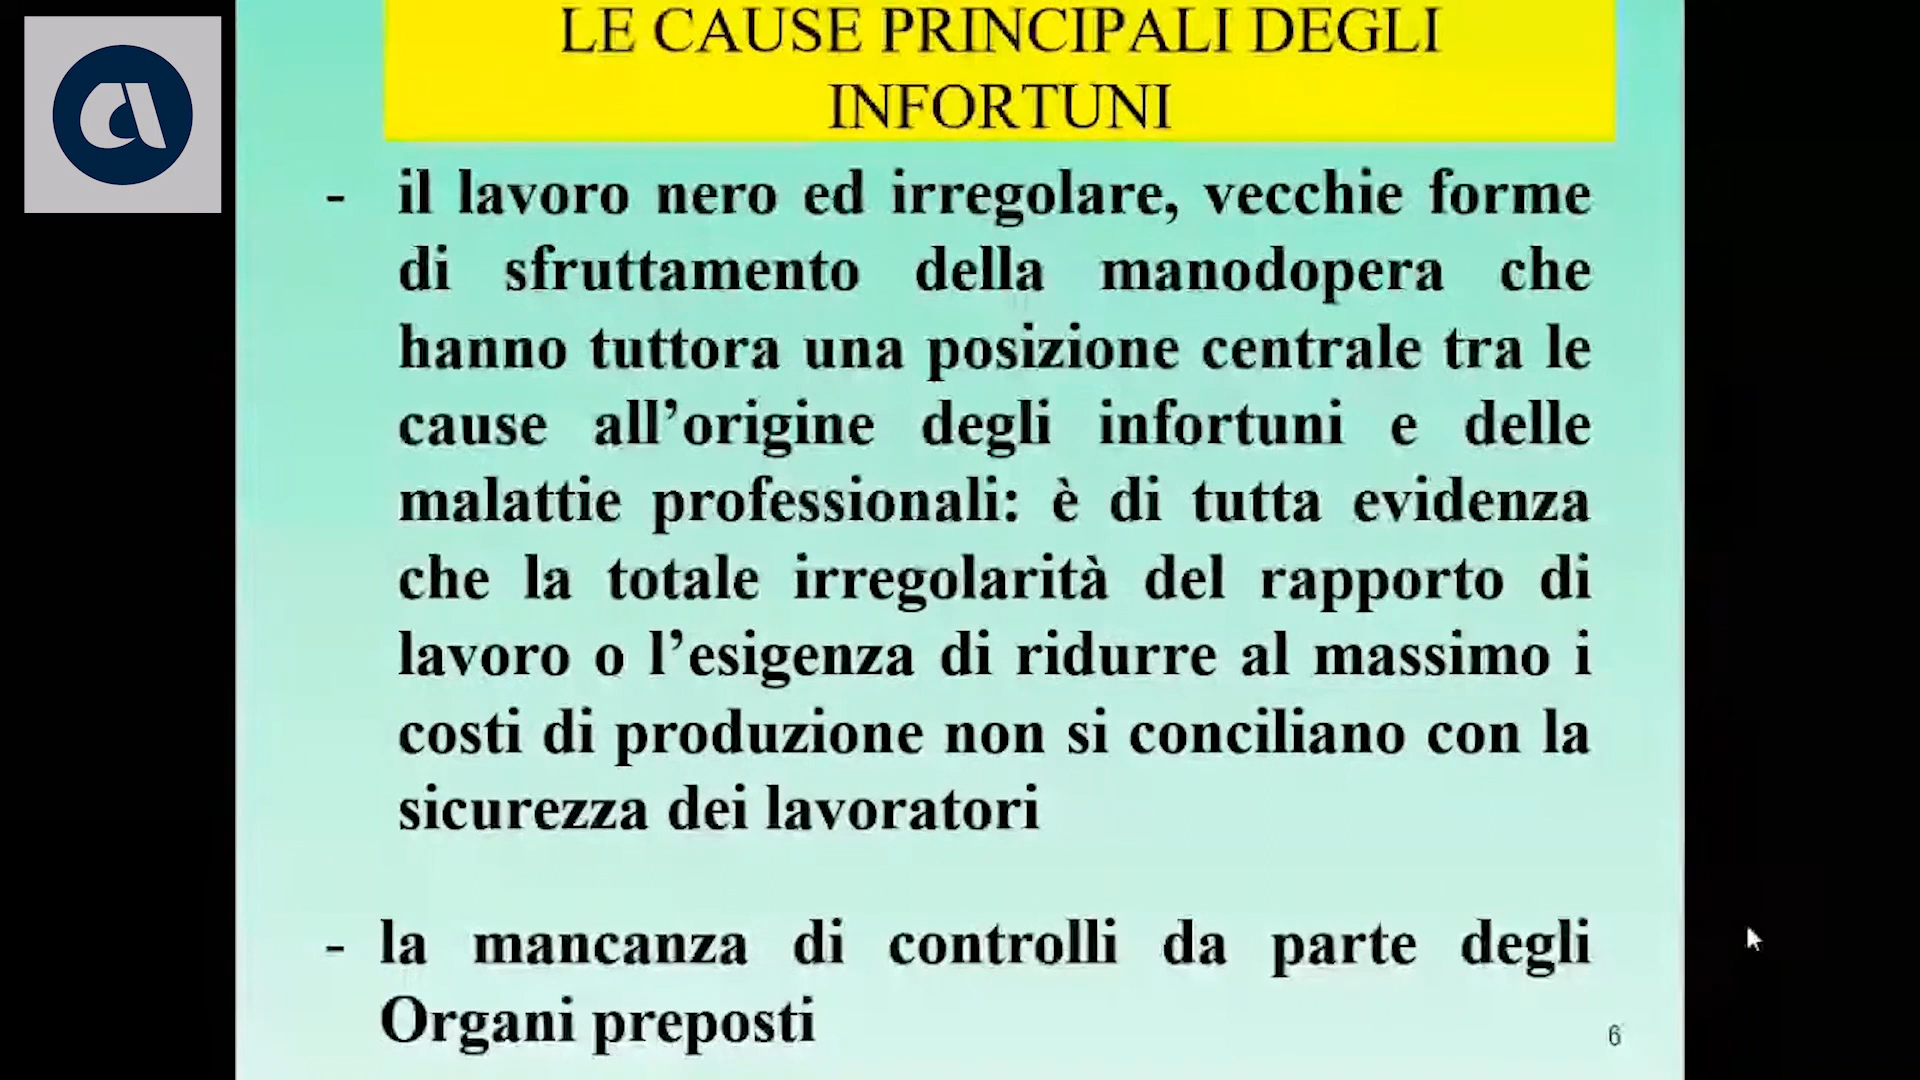 LE CAUSE PRINCIPALI DEGLI
INFORTUNI
- il lavoro nero ed irregolare, vecchie forme
di sfruttamento della manodopera che
hanno tuttora una posizione centrale tra le
cause all’origine degli infortuni e delle
malattie professionali: è di tutta evidenza
che la totale irregolarità del rapporto di
lavoro o l’esigenza di ridurre al massimo i
costi di produzione non si conciliano con la
sicurezza dei lavoratori
- la mancanza di controlli da parte degli
Organi preposti
6